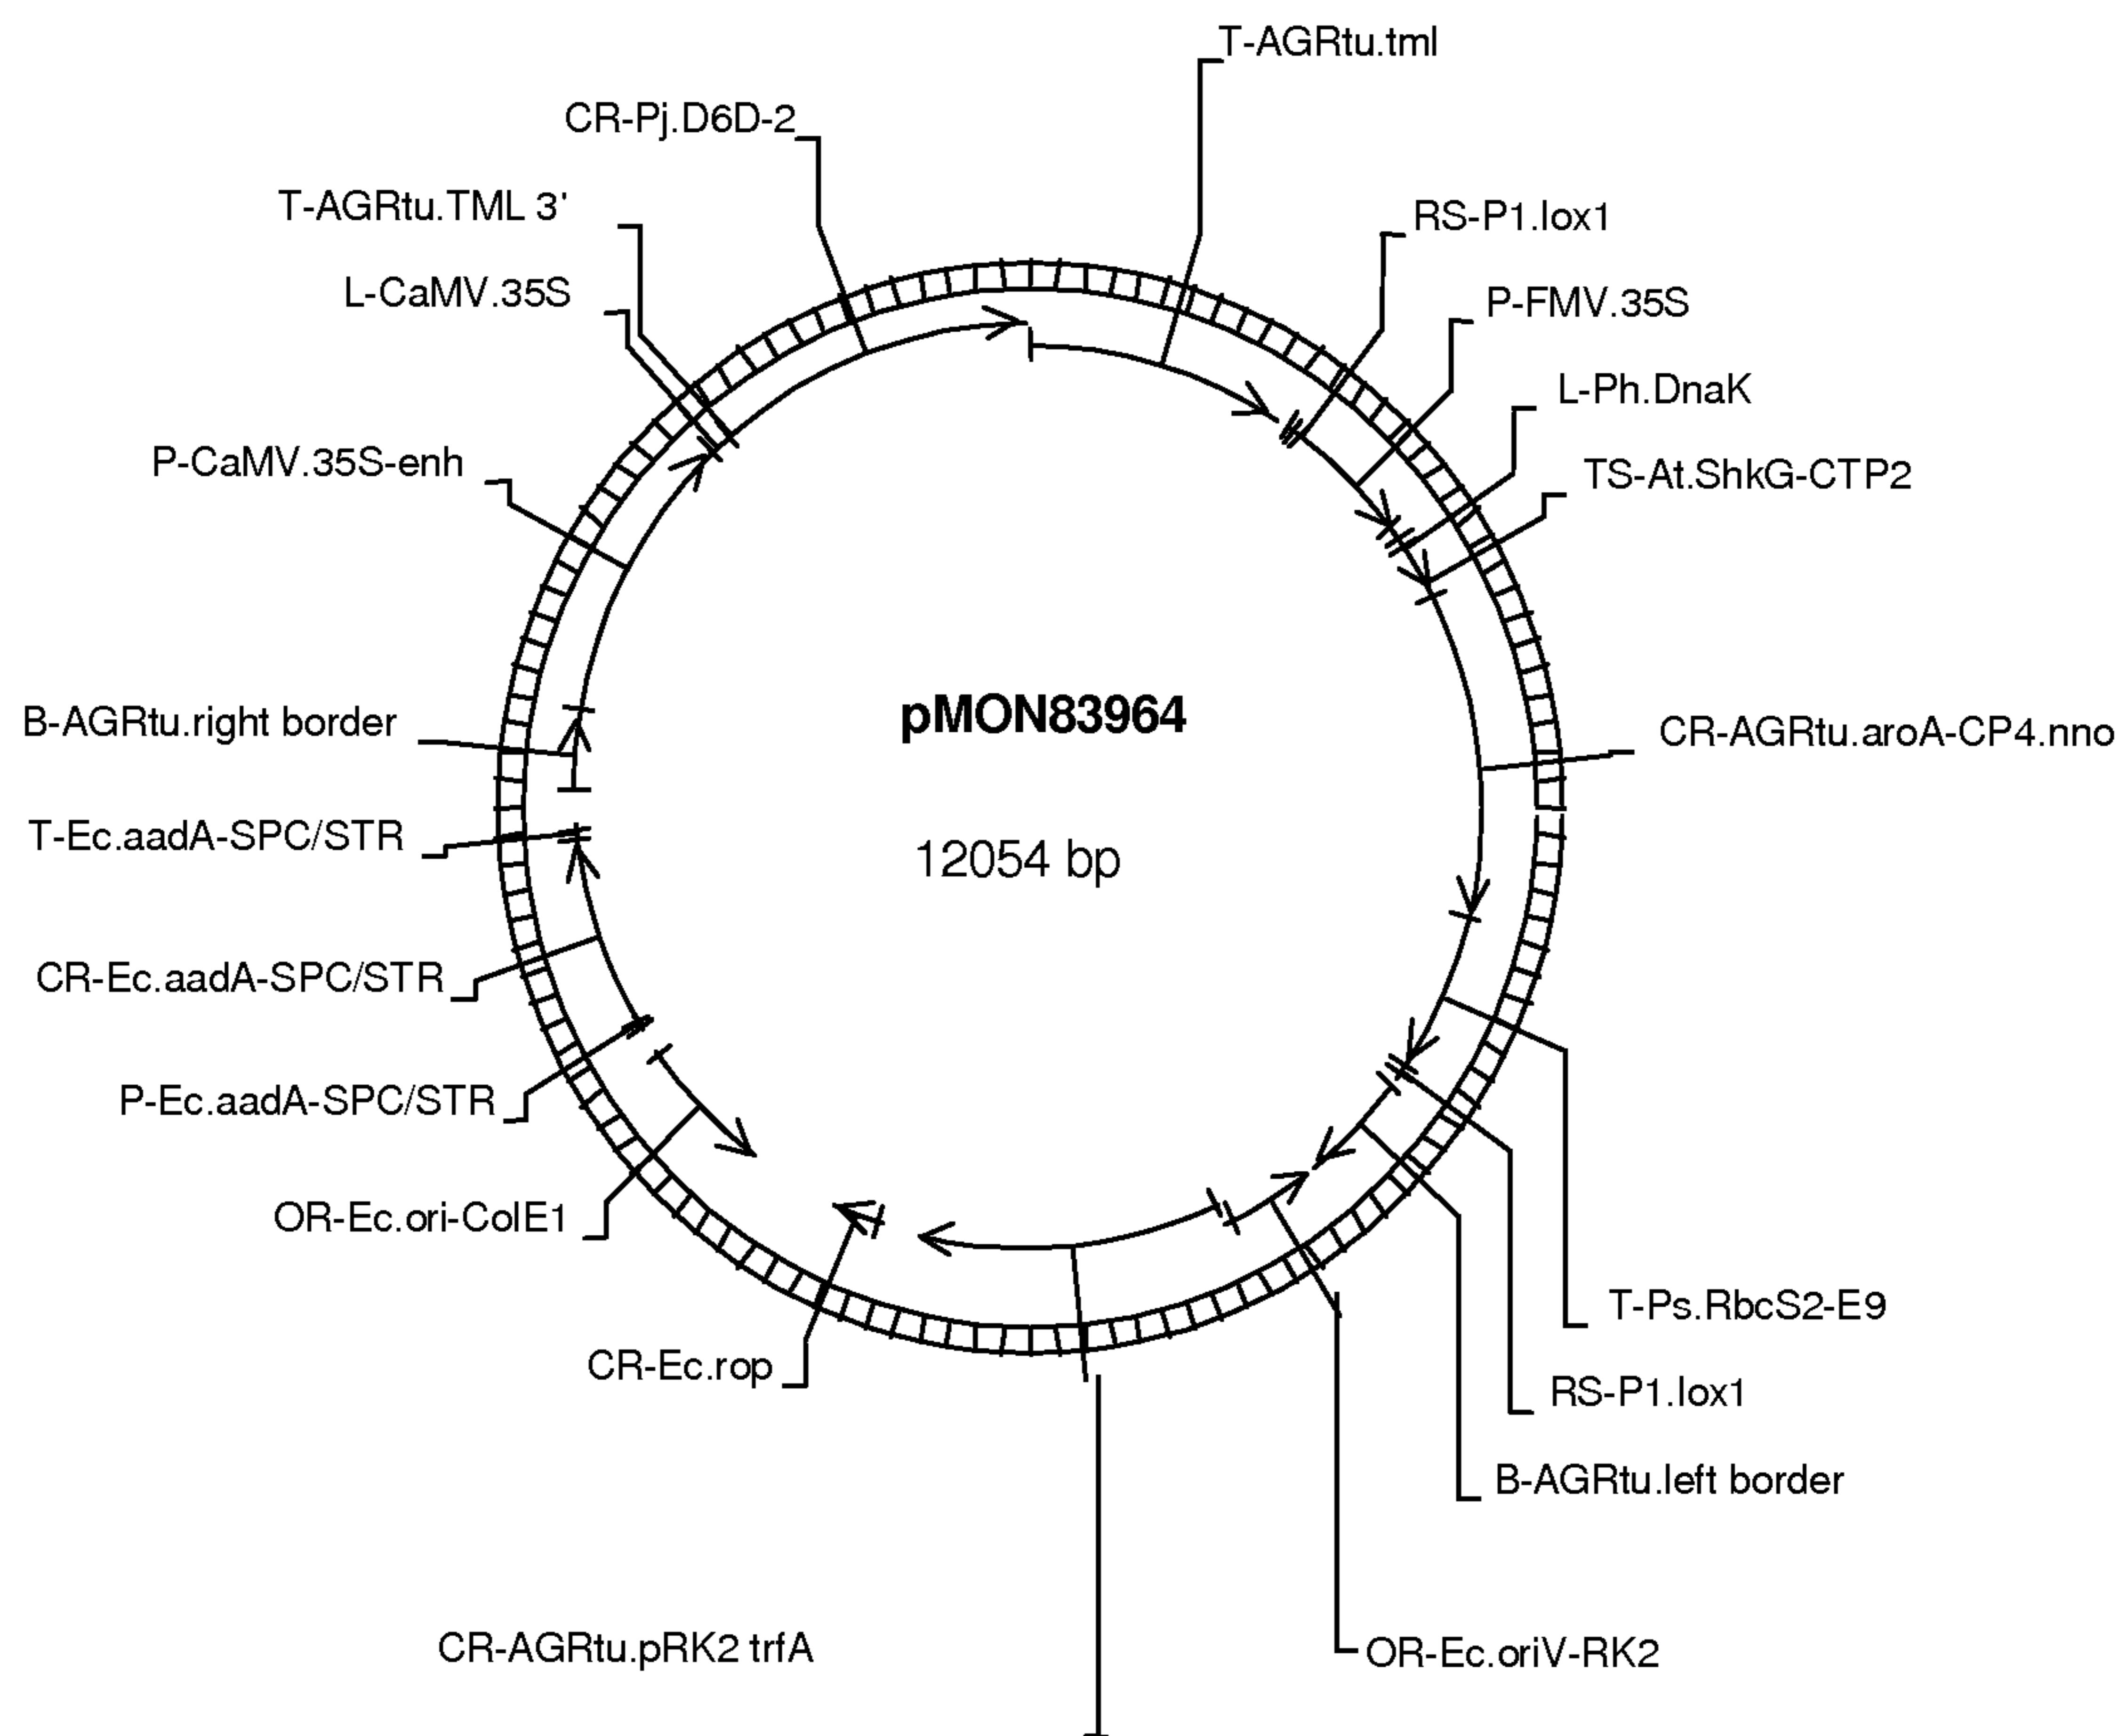 T-AGRtu.tml
CR-Pj.D6D-2
T-AGRtu.TML 3'
RS-P1.lox1
L-CaMV.35S
P-FMV.35S
L-Ph.DnaK
P-CaMV.35S-enh
TS-At.ShkG-CTP2
pMON83964
B-AGRtu.right border
CR-AGRtu.aroA-CP4.nno
T-Ec.aadA-SPC/STR
12054 bp
CR-Ec.aadA-SPC/STR
P-Ec.aadA-SPC/STR
OR-Ec.ori-ColE1
T-Ps.RbcS2-E9
CR-Ec.rop
RS-P1.lox1
B-AGRtu.left border
CR-AGRtu.pRK2 trfA
OR-Ec.oriV-RK2